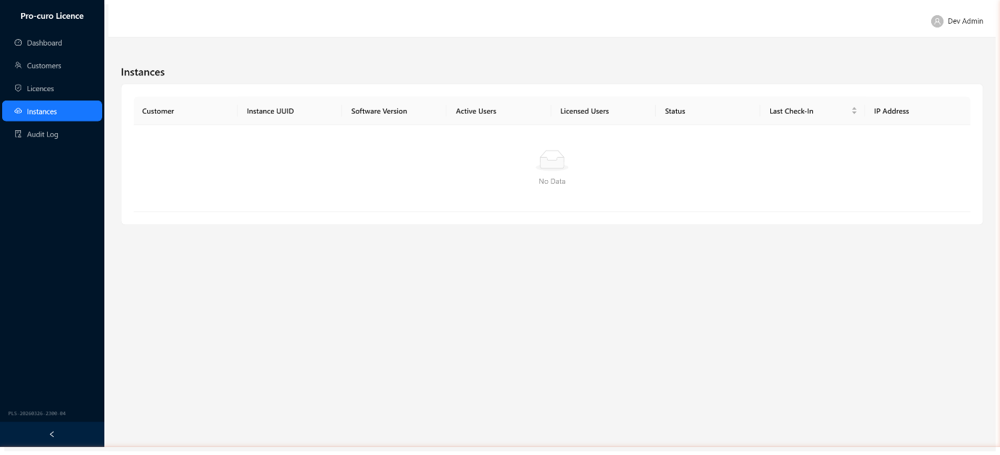 Pro-curo Licence
Dev Admin
Dashboard
Customers
Licences
Instances
Audit Log
Instances
Customer Instance UUID Software Version Active Users Licensed Users Status Last Check-In IP Address
No Data
PLS-20260326-2300-04